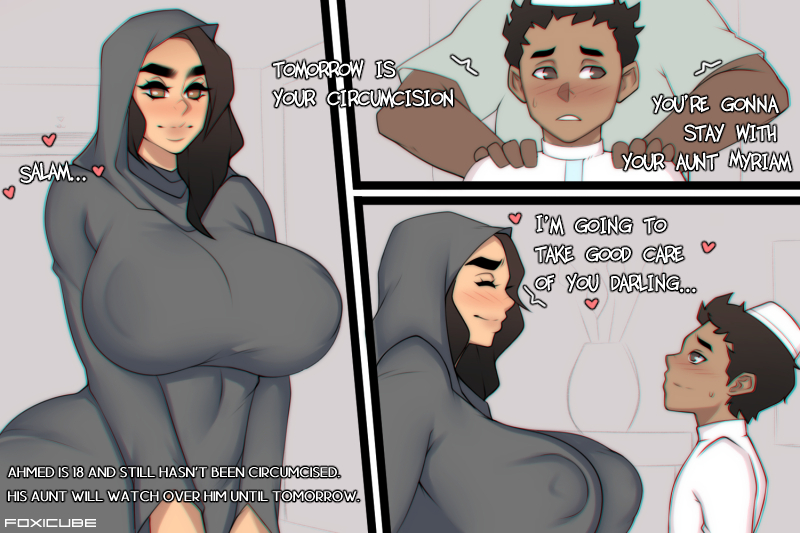 SALAM...
TOMORROW IS
YOUR CIRCUMCISION
YOU'RE GONNA
STAY WITH
YOUR AUNT MYRIAM
I'M GOING TO
TAKE GOOD CARE
OF YOU DARLING...
AHMED IS 18 AND STILL HASN'T BEEN CIRCUMCISED.
HIS AUNT WILL WATCH OVER HIM UNTIL TOMORROW.
FOXICUBE